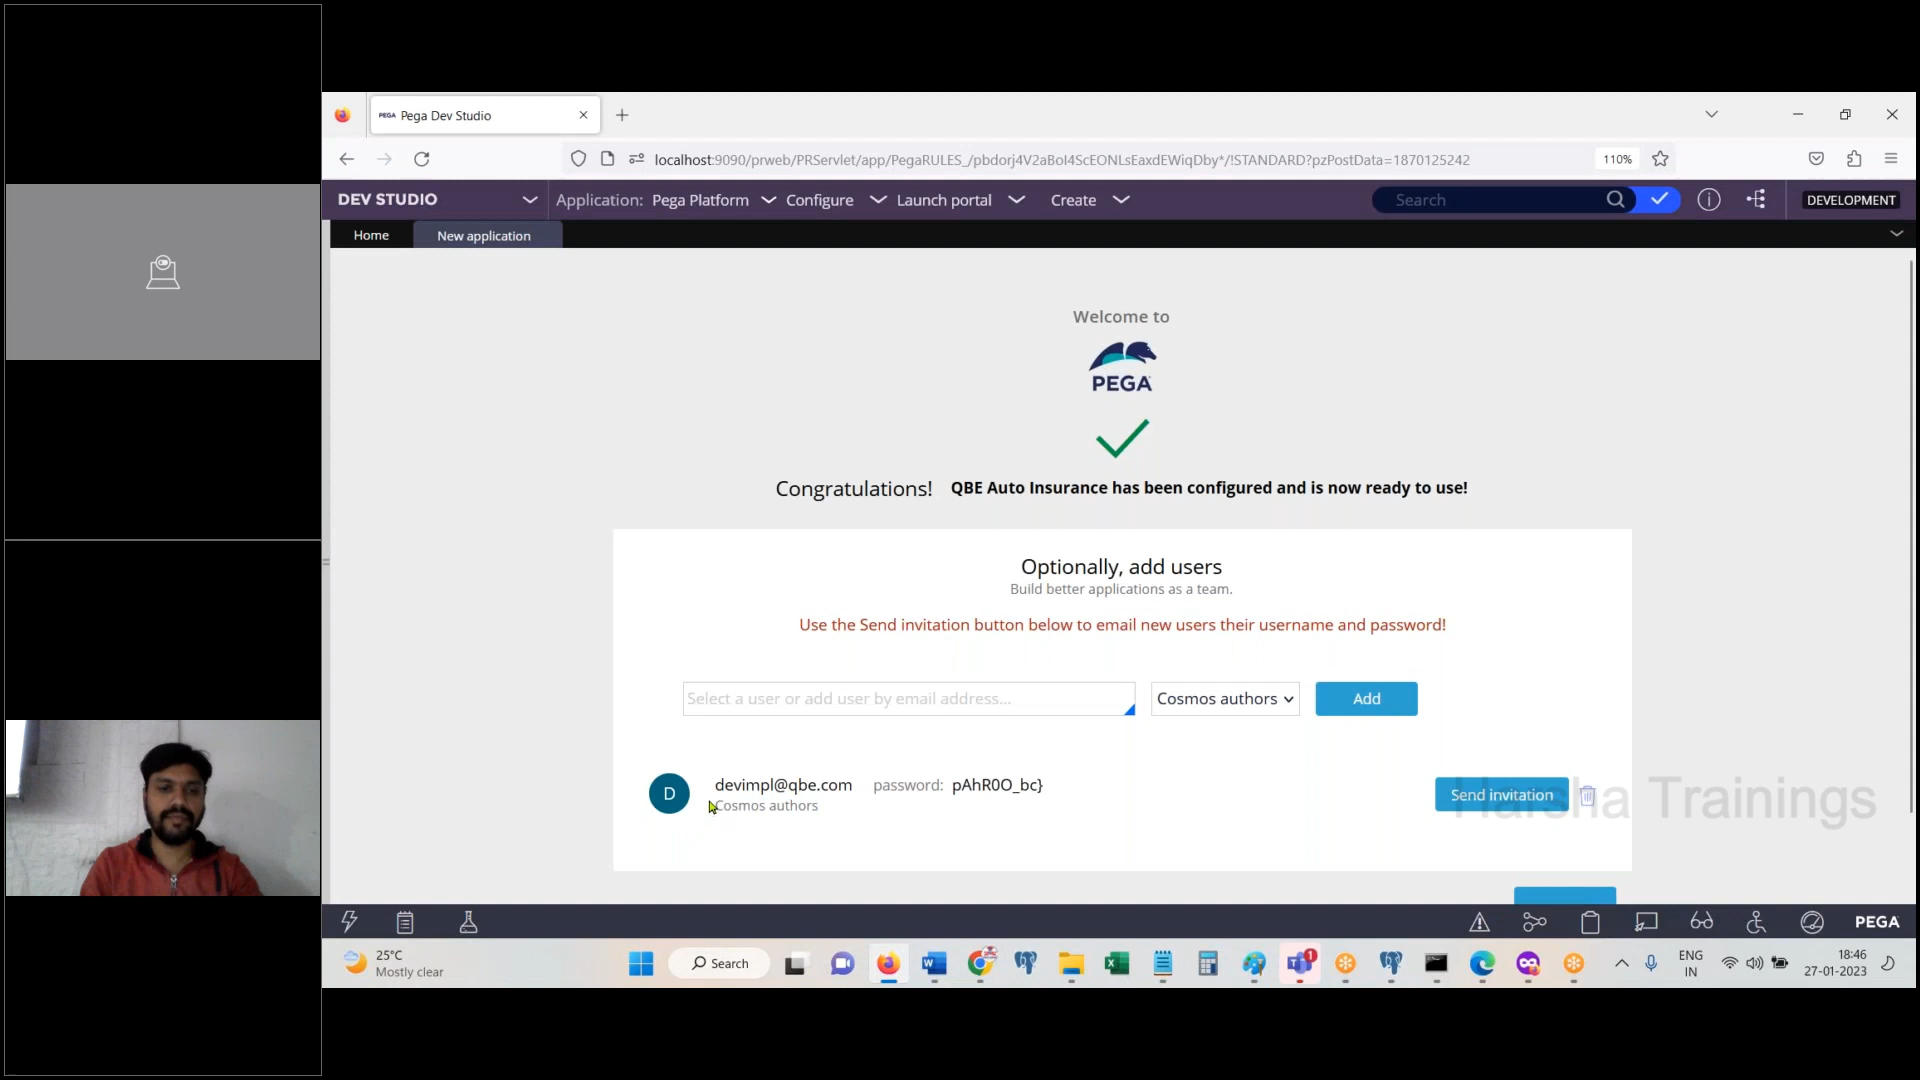 PEGA Pega Dev Studio
localhost:9090/prweb/PRServlet/app/PegaRULES_/pbdorj4V2aBoI4ScEONLsEaxdEWiqDby*/!STANDARD?pzPostData=1870125242
110%
DEV STUDIO
Application: Pega Platform
Configure
Launch portal
Create
Search
DEVELOPMENT
Home
New application
Welcome to
PEGA
Congratulations! QBE Auto Insurance has been configured and is now ready to use!
Optionally, add users
Build better applications as a team.
Use the Send invitation button below to email new users their username and password!
Select a user or add user by email address...
Cosmos authors
Add
D
devimpl@qbe.com password: pAhR0O_bc}
Cosmos authors
Send invitation
Harsha Trainings
PEGA
25°C
Mostly clear
Search
1
ENG
IN
18:46
27-01-2023